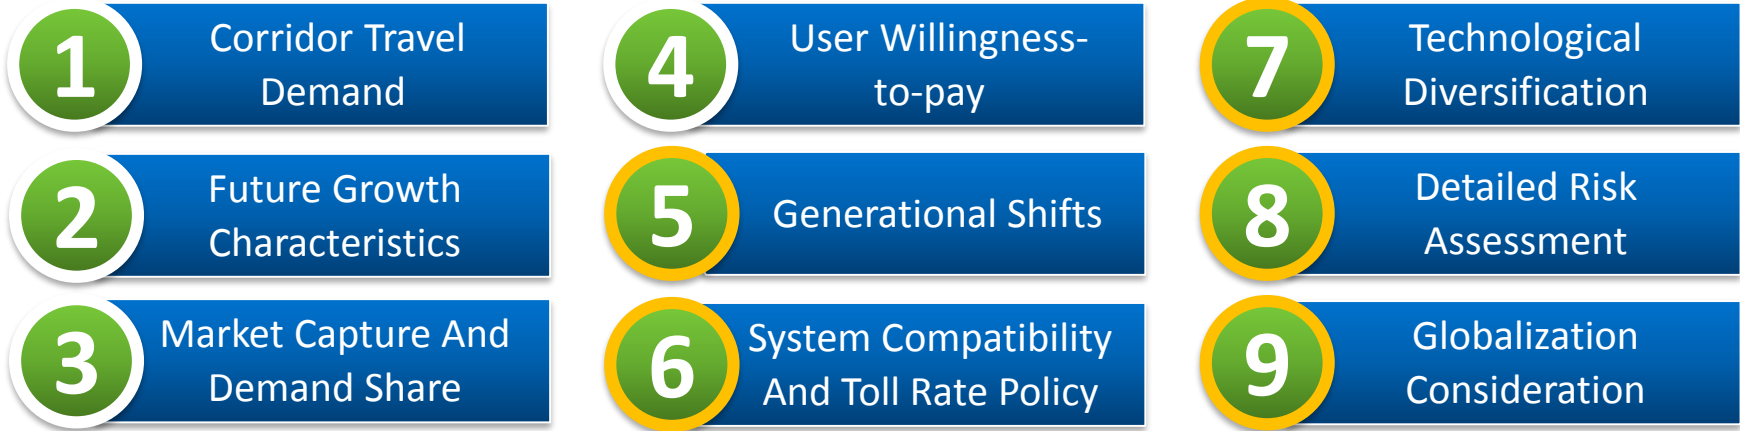 1
Corridor Travel
Demand
2
Future Growth
Characteristics
3
Market Capture And
Demand Share
4
User Willingness-
to-pay
5
Generational Shifts
6
System Compatibility
And Toll Rate Policy
7
Technological
Diversification
8
Detailed Risk
Assessment
9
Globalization
Consideration